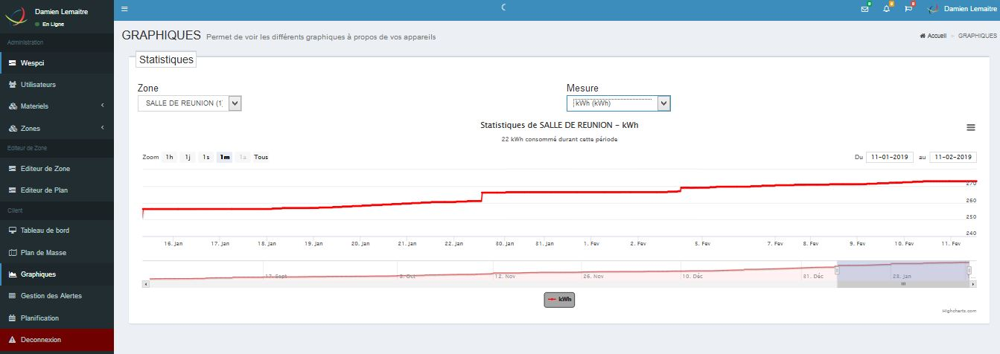 Damien Lemaitre
En Ligne
Administration
Wespci
Utilisateurs
Materiels
Zones
Editeur de Zone
Editeur de Zone
Editeur de Plan
Client
Tableau de bord
Plan de Masse
Graphiques
Gestion des Alertes
Planification
Deconnexion
Damien Lemaitre
GRAPHIQUES Permet de voir les différents graphiques à propos de vos appareils
Accueil > GRAPHIQUES
Statistiques
Zone
SALLE DE REUNION (1)
Mesure
kWh (kWh)
Statistiques de SALLE DE REUNION - kWh
22 kWh consommé durant cette période
Zoom 1h 1j 1s 1m 1a Tous
Du 11-01-2019 au 11-02-2019
270
260
250
240
16. Jan 17. Jan 18. Jan 19. Jan 20. Jan 21. Jan 22. Jan 30. Jan 31. Jan 1. Fev 2. Fev 5. Fev 7. Fev 8. Fev 9. Fev 10. Fev 11. Fev
17. Sept 8. Oct 12. Nov 26. Nov 10. Déc 31. Déc 28. Jan ...
kWh
Highcharts.com